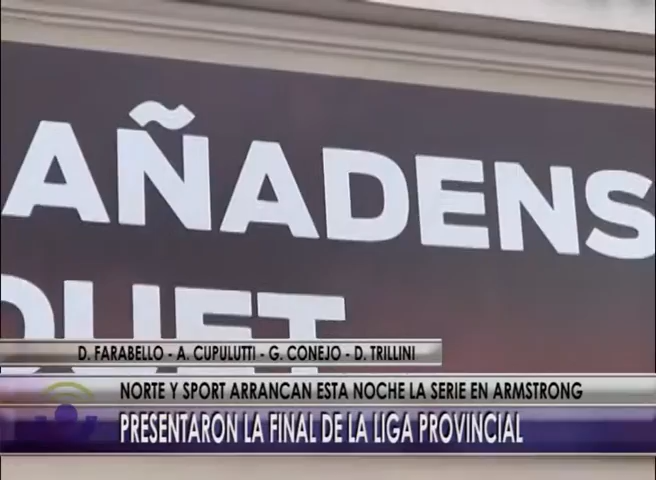 AÑADENS
QUET
D. FARABELLO - A. CUPULUTTI - G. CONEJO - D. TRILLINI
NORTE Y SPORT ARRANCAN ESTA NOCHE LA SERIE EN ARMSTRONG
PRESENTARON LA FINAL DE LA LIGA PROVINCIAL